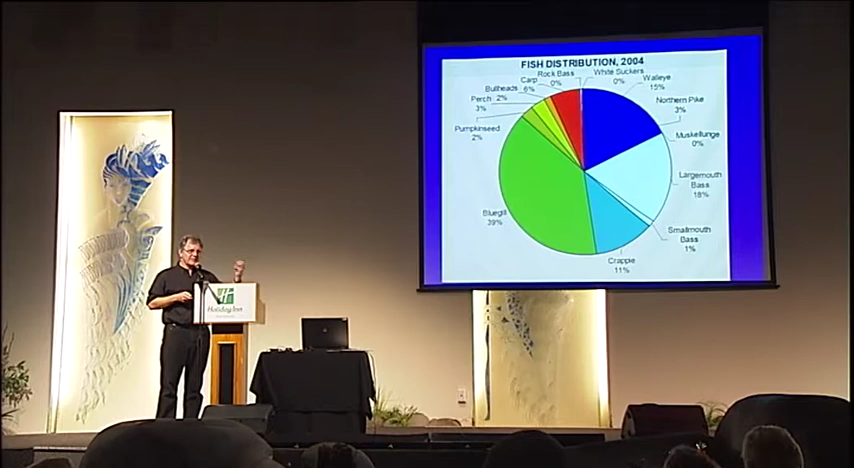 FISH DISTRIBUTION, 2004
Rock Bass
0%
White Suckers
0%
Carp
6%
Walleye
15%
Bullheads
2%
Perch
3%
Northern Pike
3%
Pumpkinseed
2%
Muskellunge
0%
Largemouth
Bass
18%
Bluegill
39%
Smallmouth
Bass
1%
Crappie
11%
Holiday Inn